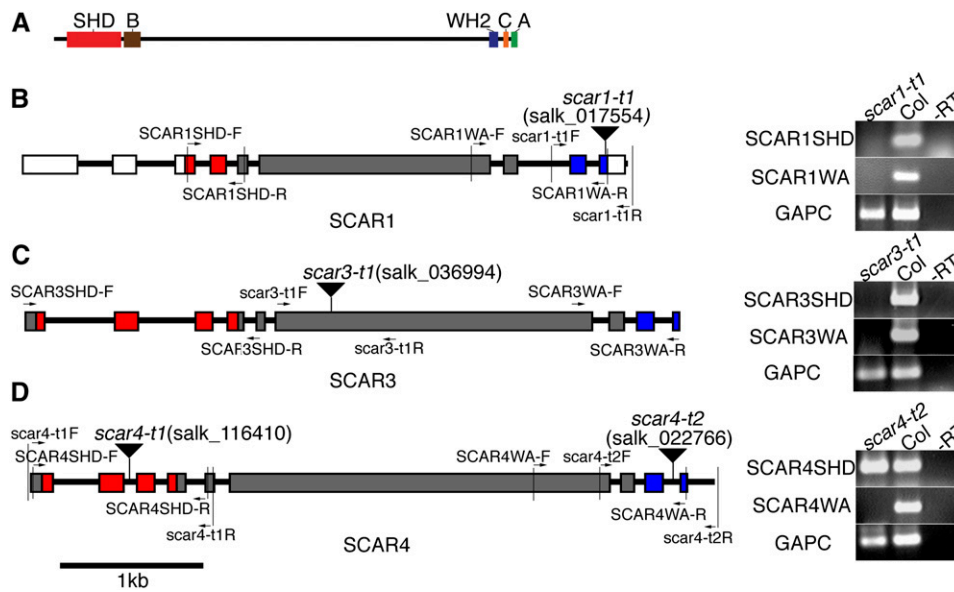 A
SHD B WH2 C A
B
scar1-t1
(salk_017554)
SCAR1SHD-F SCAR1WA-F scar1-t1F
SCAR1SHD-R SCAR1WA-R
scar1-t1R
SCAR1
scar1-t1 Col -RT
SCAR1SHD
SCAR1WA
GAPC
C
scar3-t1(salk_036994)
SCAR3SHD-F scar3-t1F SCAR3WA-F
SCAR3SHD-R scar3-t1R SCAR3WA-R
SCAR3
scar3-t1 Col -RT
SCAR3SHD
SCAR3WA
GAPC
D
scar4-t1(salk_116410) scar4-t2
(salk_022766)
scar4-t1F
SCAR4SHD-F SCAR4WA-F scar4-t2F
SCAR4SHD-R SCAR4WA-R
scar4-t1R scar4-t2R
SCAR4
1kb
scar4-t2 Col -RT
SCAR4SHD
SCAR4WA
GAPC